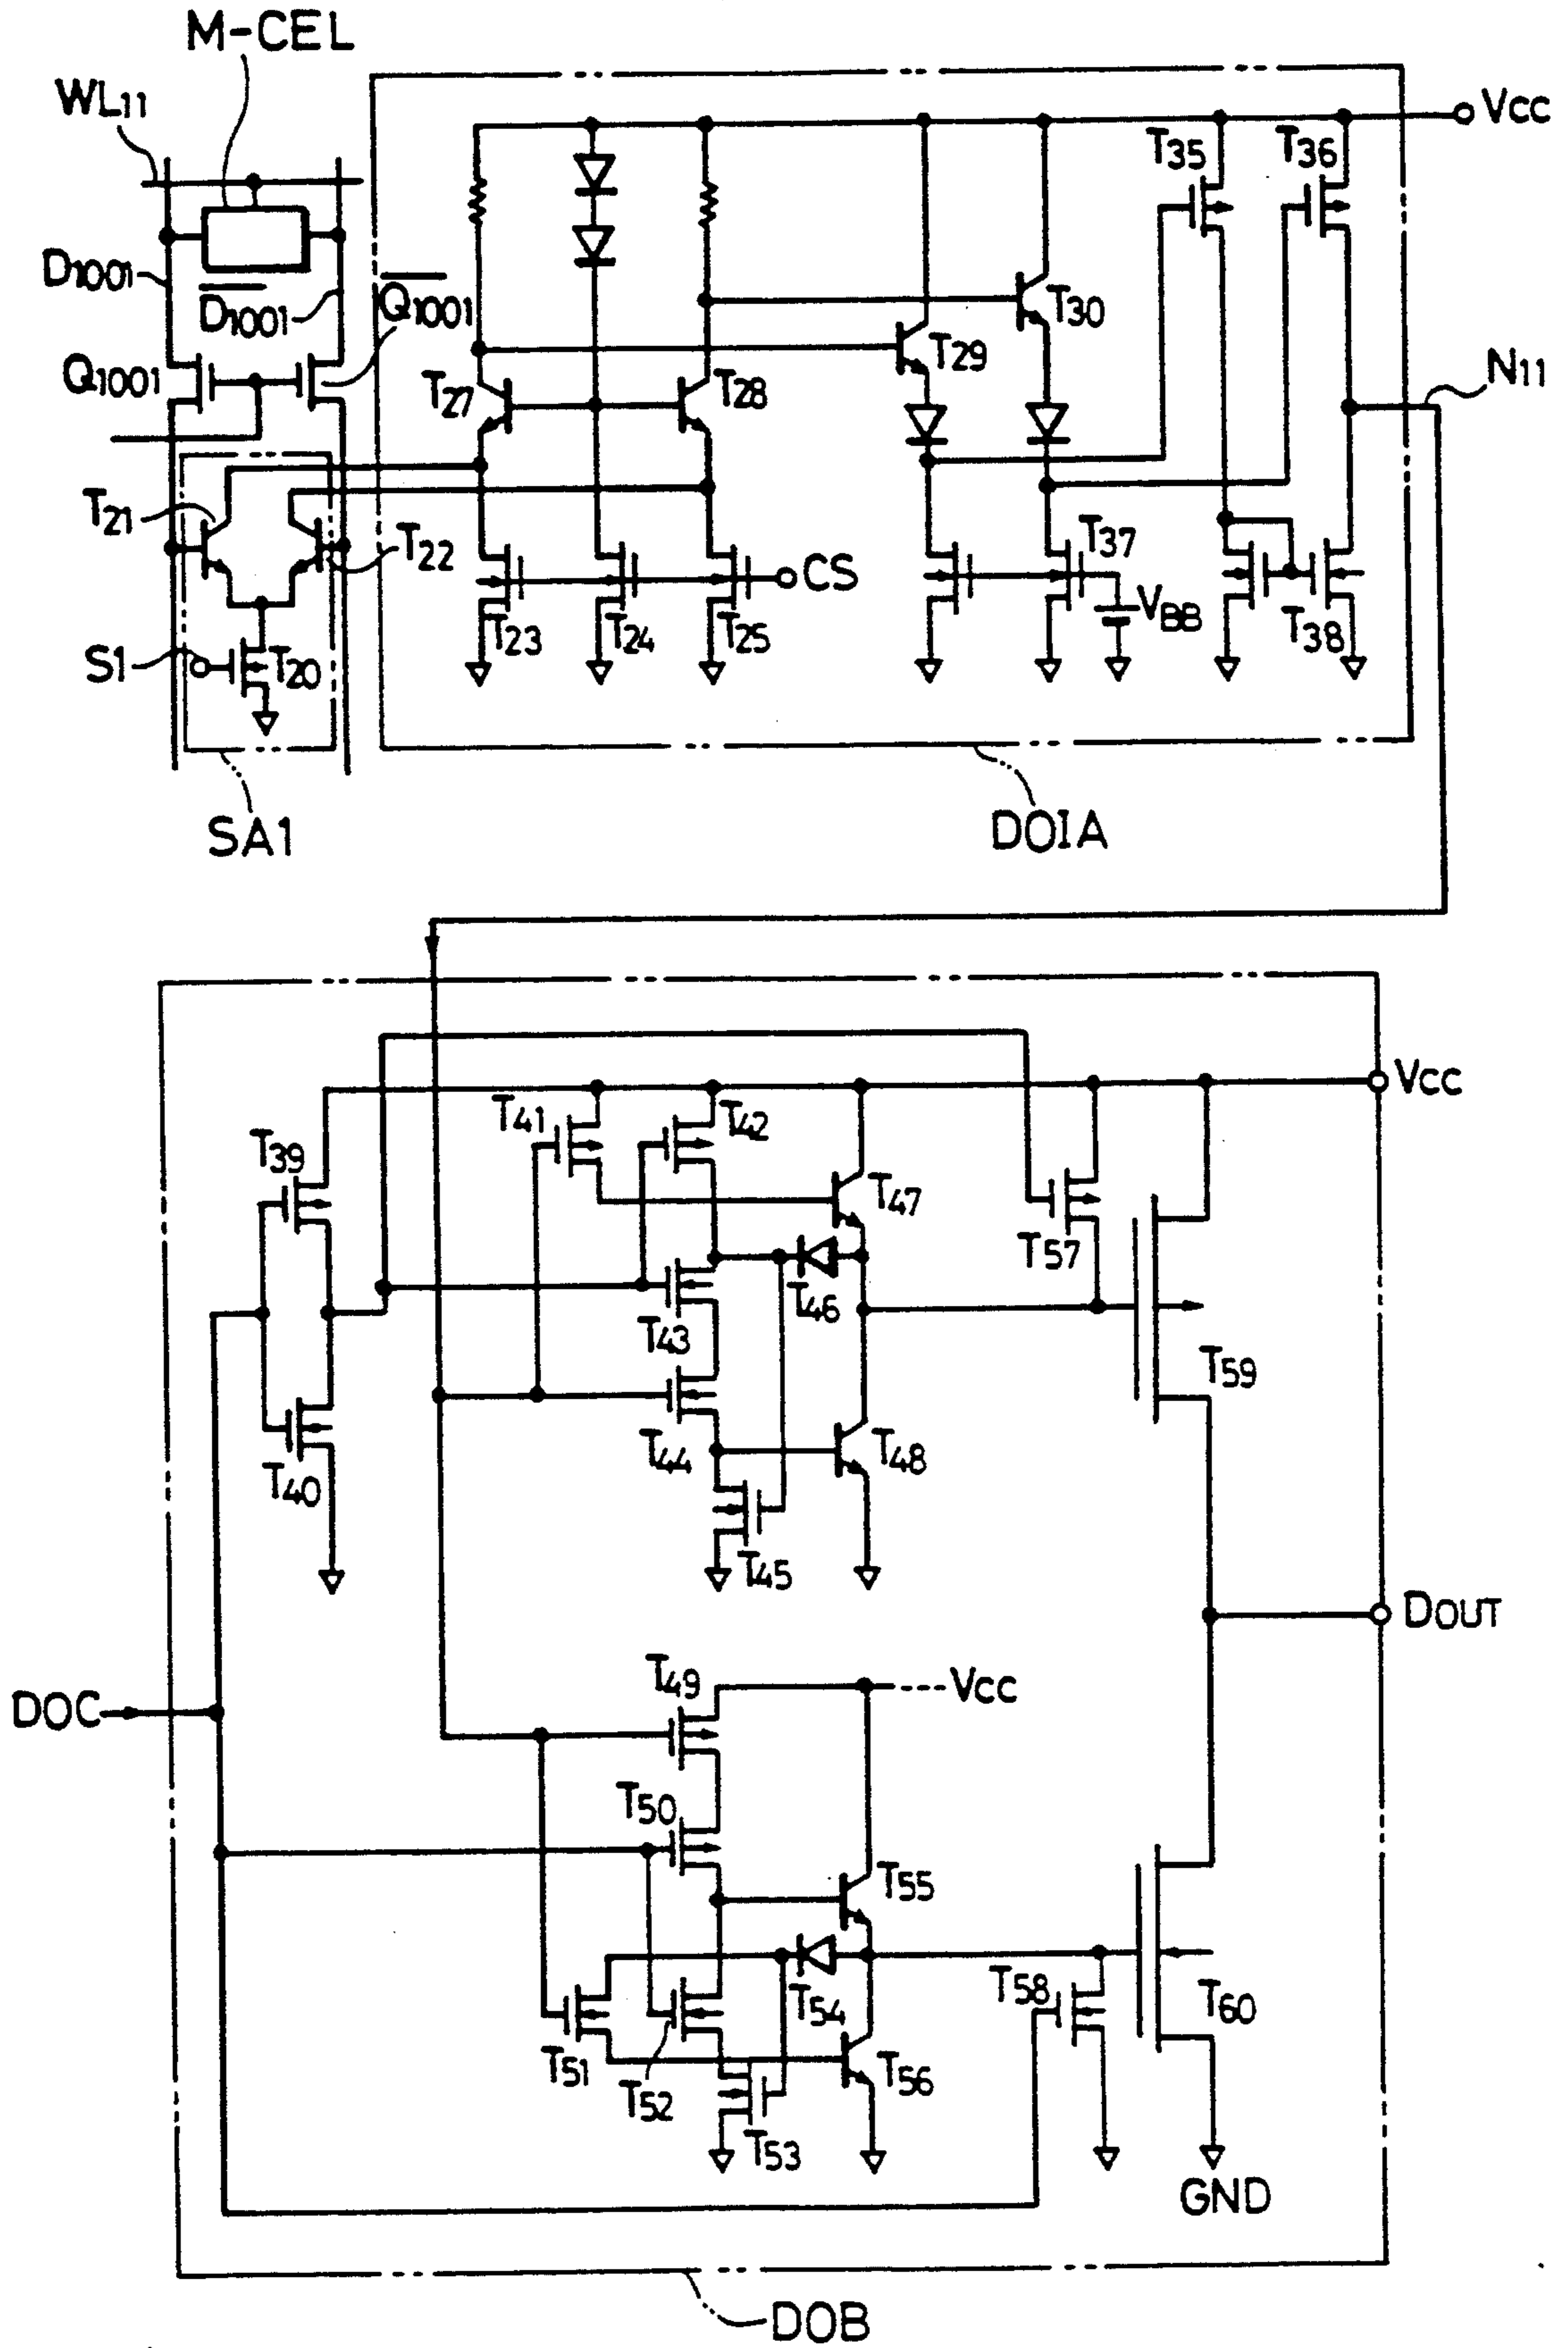 M-CEL
WL11
Vcc
T35
T36
D1001
D1001
Q1001
T30
T29
Q1001
T27
T28
N11
T21
T22
T37
CS
VBB
T23
T24
T25
T38
S1
T20
SA1
DOIA
Vcc
T41
T42
T39
T47
T57
T46
T43
T59
T44
T48
T40
T45
DOUT
T49
Vcc
DOC
T50
T55
T58
T54
T60
T51
T52
T56
T53
GND
DOB